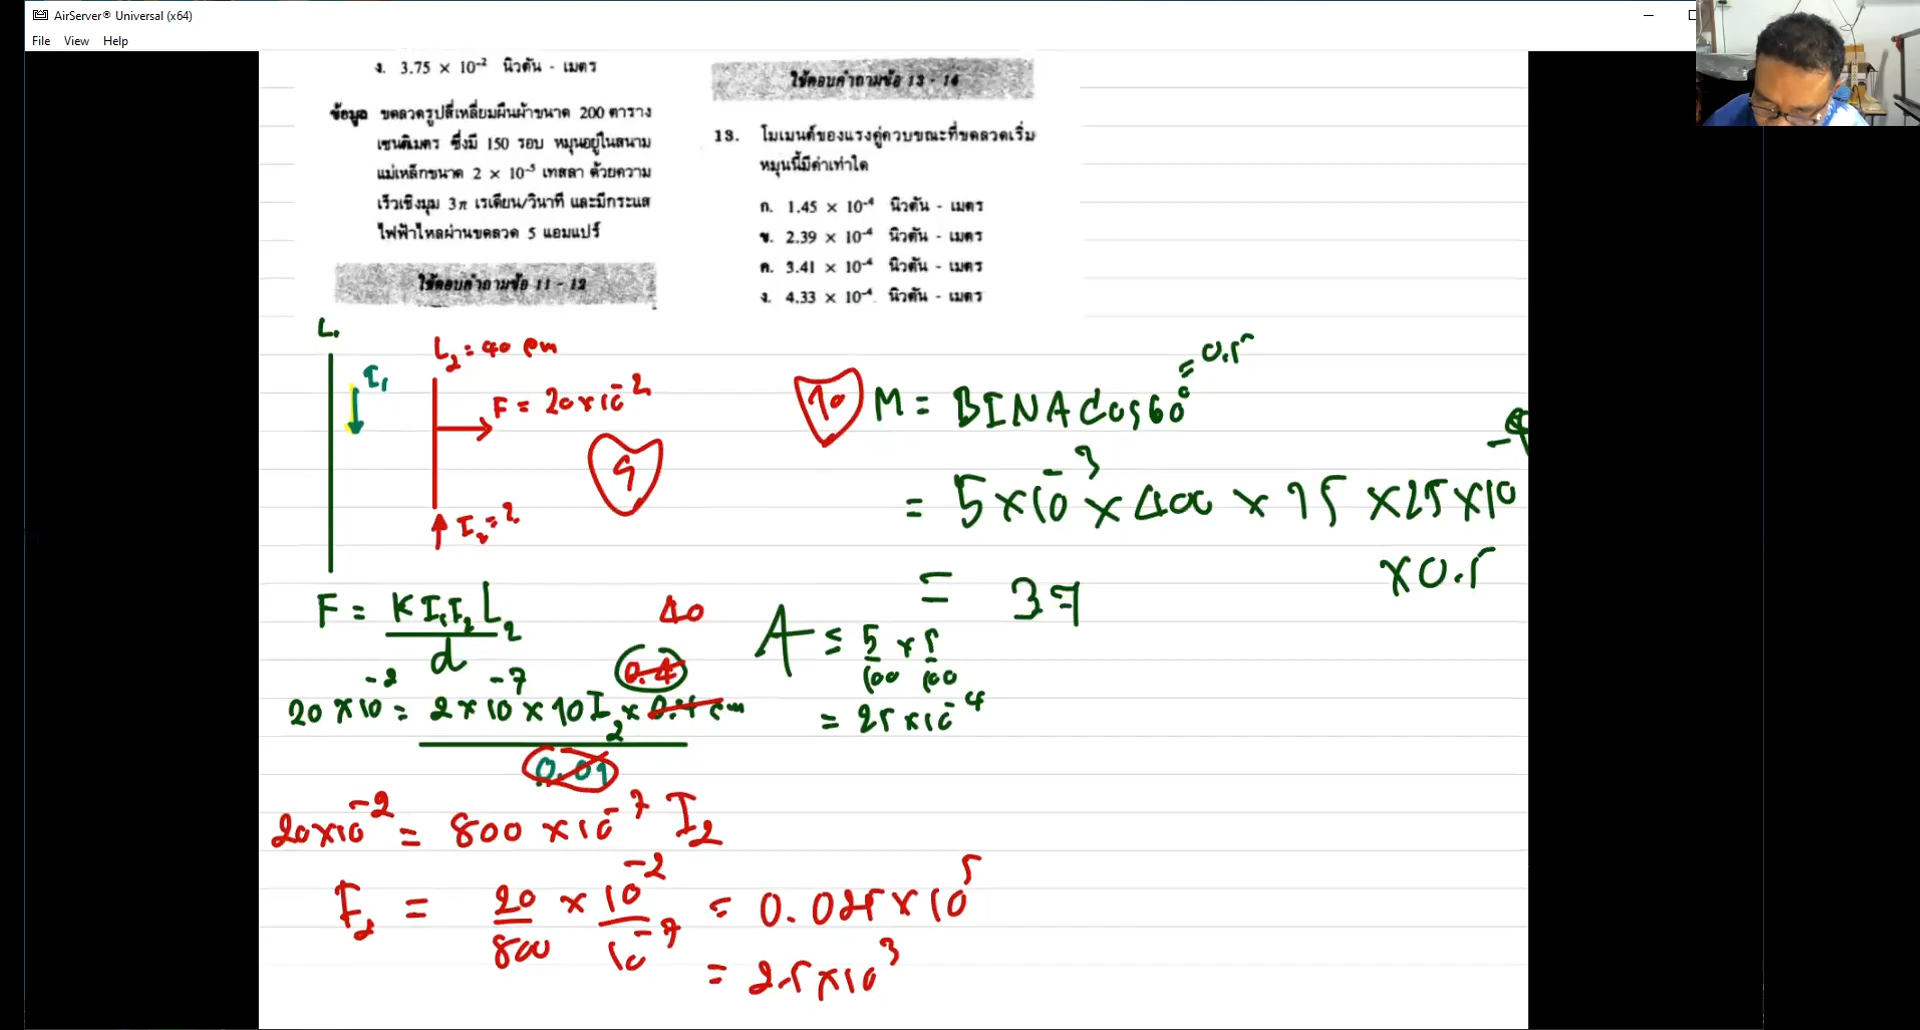 AirServer® Universal (x64)
File View Help
ง. 3.75 × 10⁻² นิวตัน - เมตร
ข้อมูล ขดลวดรูปสี่เหลี่ยมผืนผ้าขนาด 200 ตาราง
เซนติเมตร ซึ่งมี 150 รอบ หมุนอยู่ในสนาม
แม่เหล็กขนาด 2 × 10⁻⁵ เทสลา ด้วยความ
เร็วเชิงมุม 3π เรเดียน/วินาที และมีกระแส
ไฟฟ้าไหลผ่านขดลวด 5 แอมแปร์
ใช้ตอบคำถามข้อ 11 - 12
ใช้ตอบคำถามข้อ 13 - 14
13. โมเมนต์ของแรงคู่ควบขณะที่ขดลวดเริ่ม
หมุนนี้มีค่าเท่าใด
ก. 1.45 × 10⁻⁴ นิวตัน - เมตร
ข. 2.39 × 10⁻⁴ นิวตัน - เมตร
ค. 3.41 × 10⁻⁴ นิวตัน - เมตร
ง. 4.33 × 10⁻⁴ นิวตัน - เมตร
L₁
I₁
L₂ = 40 cm
F = 20×10⁻²
9
I₂ = ?
F = K I₁ I₂ L₂ / d
40
0.4
20×10⁻² = 2×10⁻⁷×10 I₂ × 0.4 cm
0.01
20×10⁻² = 800×10⁻⁷ I₂
I₂ = 20/800 × 10⁻²/10⁻⁷ = 0.025×10⁵
= 2.5×10³
10 M = BINA cos60° = 0.5
= 5×10⁻³ × 400 × 15 × 25×10⁻⁴
×0.5
= 37
A = 5/100 × 5/100
= 25×10⁻⁴